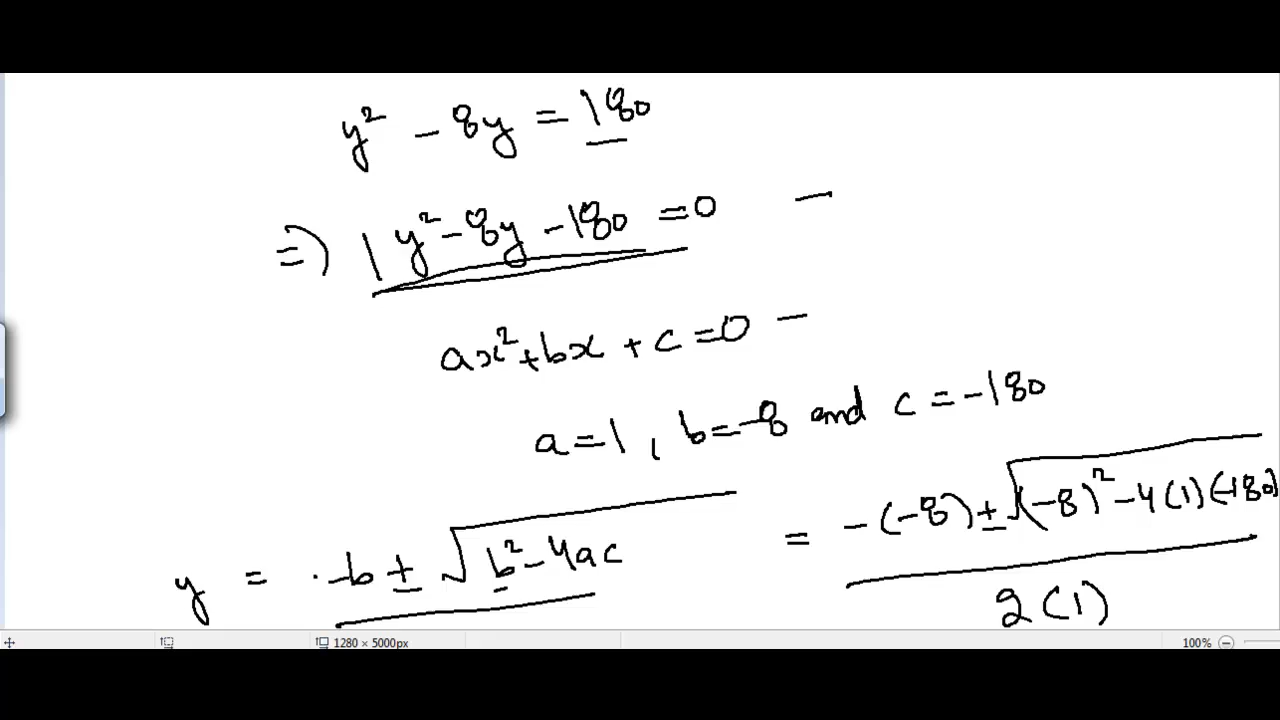 y² - 8y = 180
=> 1y² - 8y - 180 = 0 -
ax² + bx + c = 0 -
a = 1, b = -8 and c = -180
y = -b ± √(b² - 4ac) = -(-8) ± √((-8)² - 4(1)(-180))
2(1)
1280 × 5000px 100%